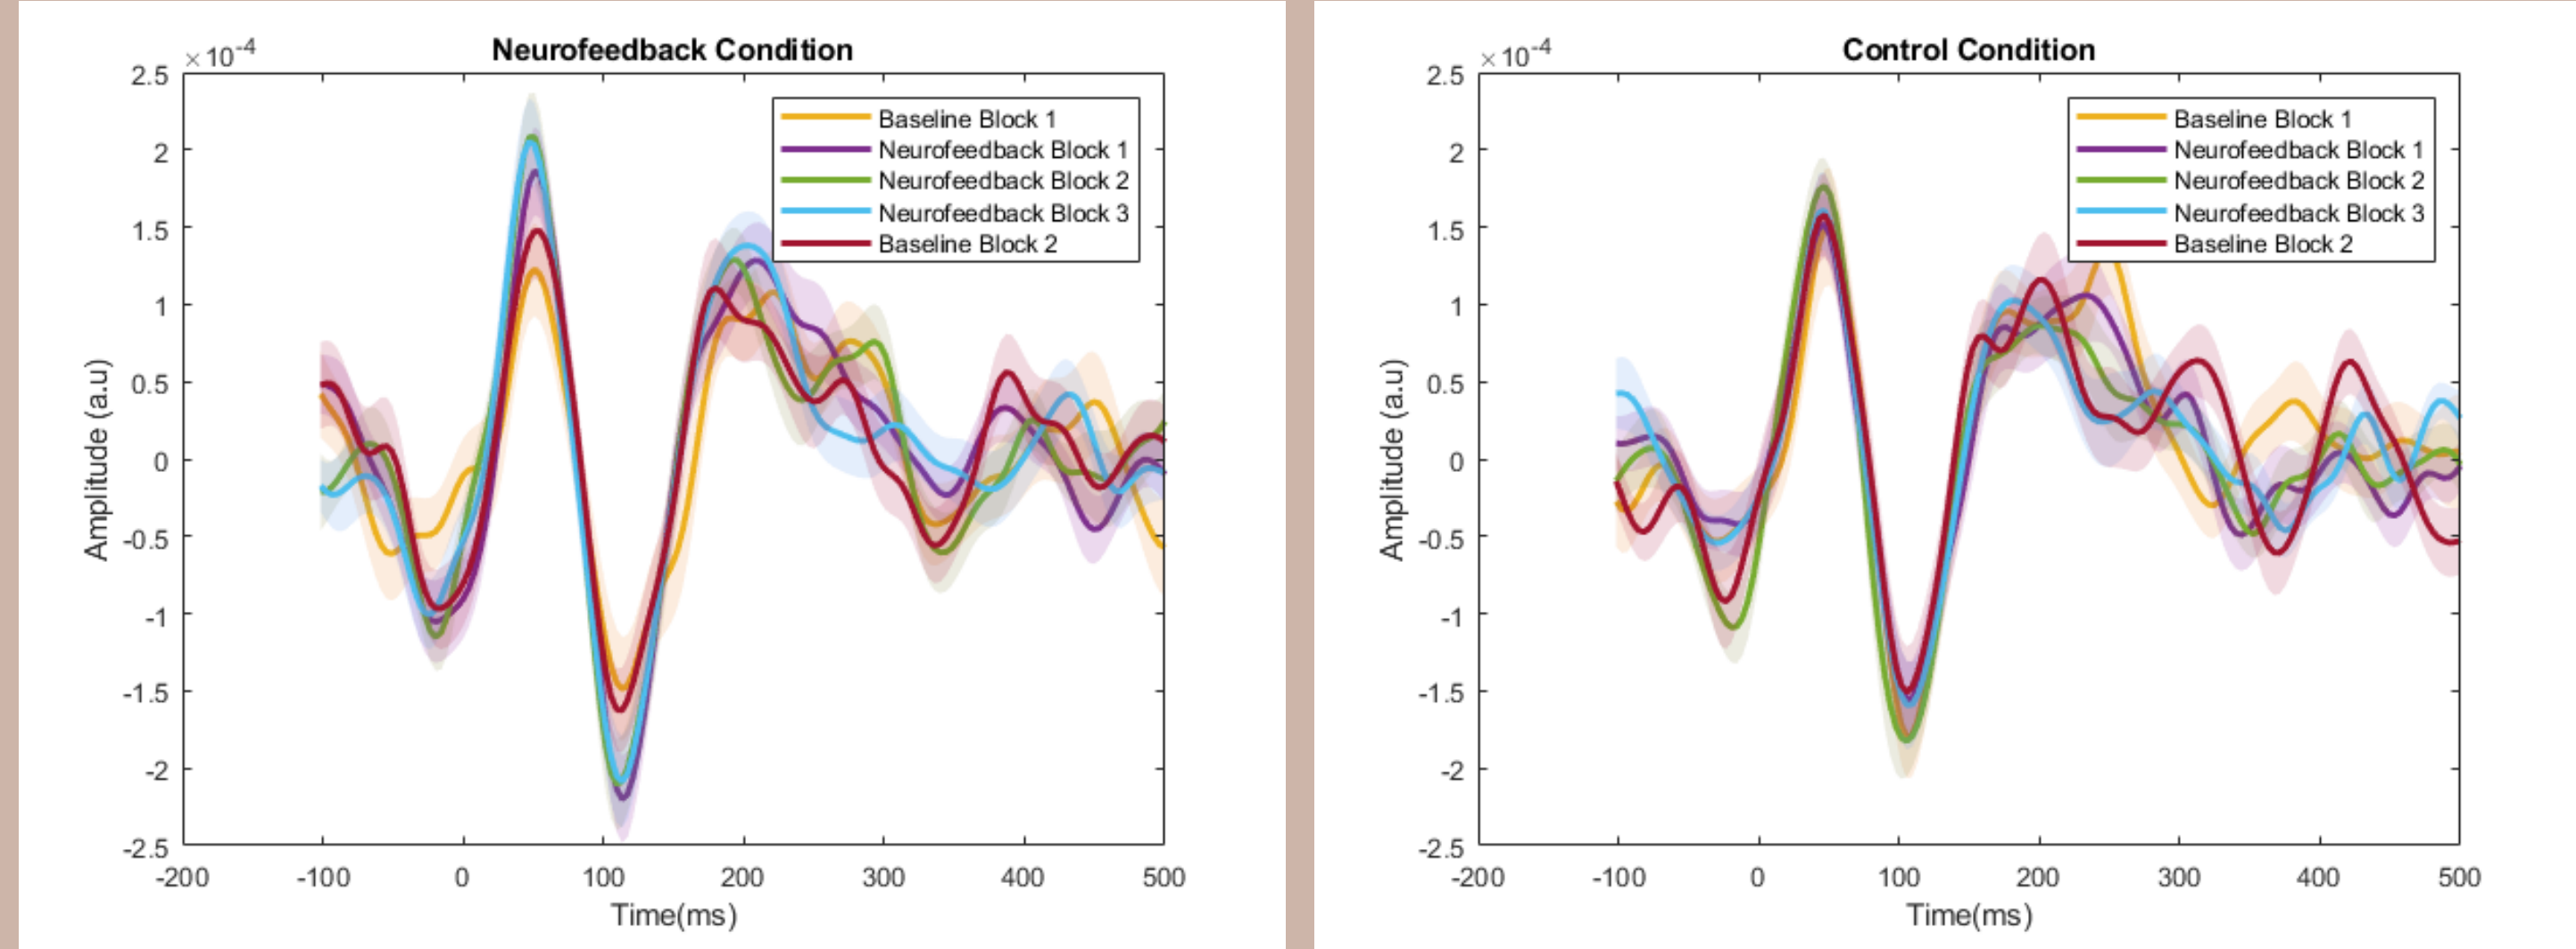 Neurofeedback Condition
×10-4
2.5
2
1.5
1
0.5
0
-0.5
-1
-1.5
-2
-2.5
Amplitude (a.u)
-200 -100 0 100 200 300 400 500
Time(ms)
Baseline Block 1
Neurofeedback Block 1
Neurofeedback Block 2
Neurofeedback Block 3
Baseline Block 2
Control Condition
×10-4
2.5
2
1.5
1
0.5
0
-0.5
-1
-1.5
-2
-2.5
Amplitude (a.u)
-200 -100 0 100 200 300 400 500
Time(ms)
Baseline Block 1
Neurofeedback Block 1
Neurofeedback Block 2
Neurofeedback Block 3
Baseline Block 2